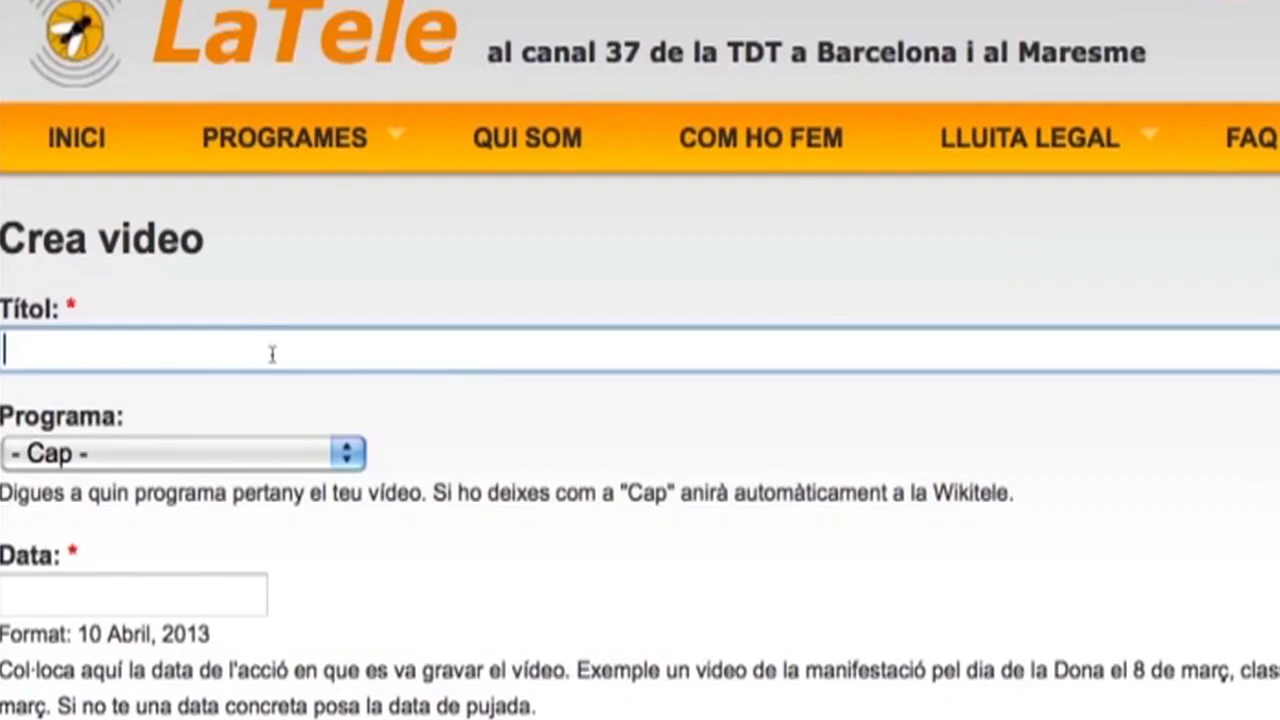 LaTele al canal 37 de la TDT a Barcelona i al Maresme
INICI PROGRAMES QUI SOM COM HO FEM LLUITA LEGAL FAQ
Crea video
Títol: *
Programa:
- Cap -
Digues a quin programa pertany el teu vídeo. Si ho deixes com a "Cap" anirà automàticament a la Wikitele.
Data: *
Format: 10 Abril, 2013
Col·loca aquí la data de l'acció en que es va gravar el vídeo. Exemple un video de la manifestació pel dia de la Dona el 8 de març, clas
març. Si no te una data concreta posa la data de pujada.